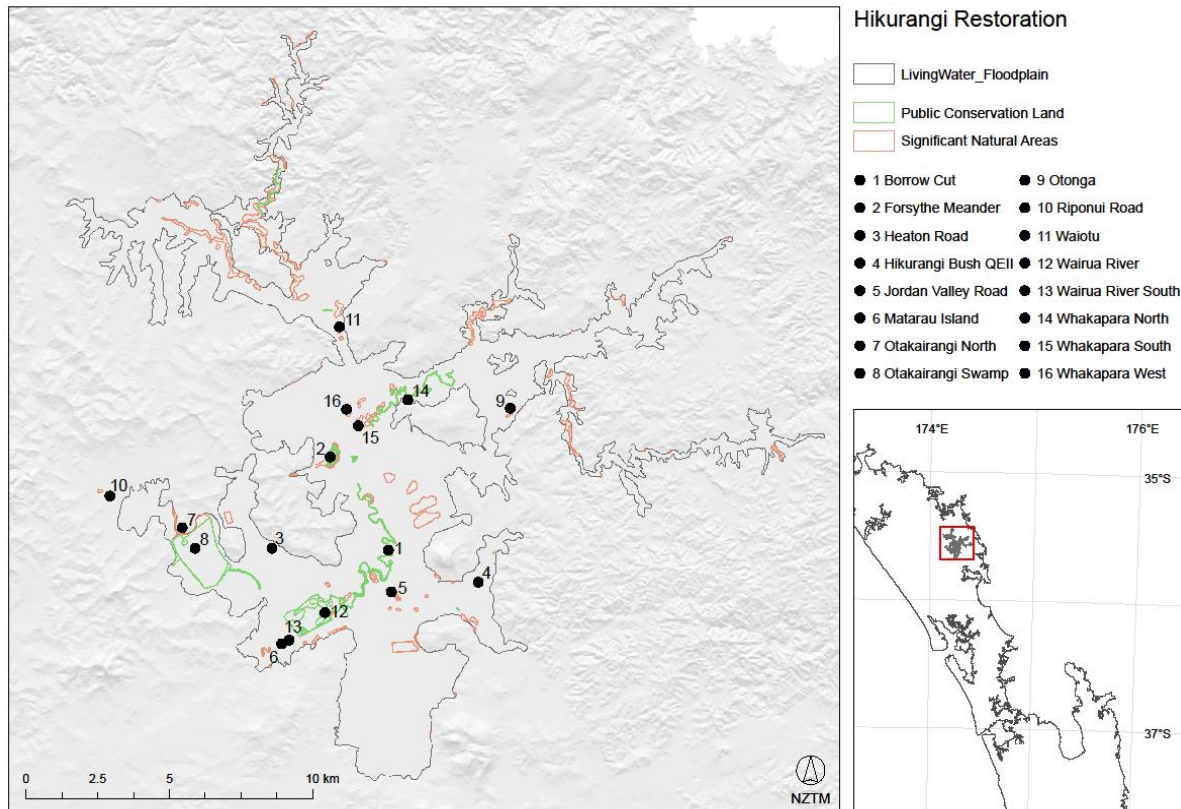 Hikurangi Restoration
LivingWater_Floodplain
Public Conservation Land
Significant Natural Areas
1 Borrow Cut
2 Forsythe Meander
3 Heaton Road
4 Hikurangi Bush QEII
5 Jordan Valley Road
6 Matarau Island
7 Otakairangi North
8 Otakairangi Swamp
9 Otonga
10 Riponui Road
11 Waiotu
12 Wairua River
13 Wairua River South
14 Whakapara North
15 Whakapara South
16 Whakapara West
11
14
16
9
15
2
10
7
8
3
1
4
5
12
13
6
0 2.5 5 10 km
NZTM
174°E 176°E
35°S
37°S